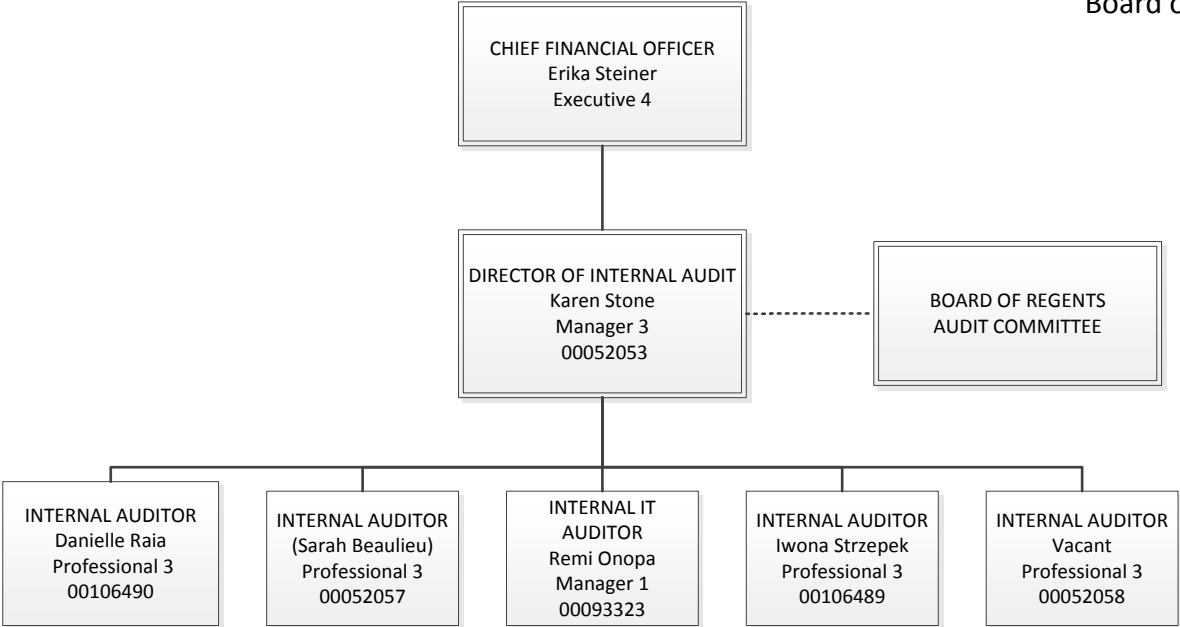 Board
CHIEF FINANCIAL OFFICER
Erika Steiner
Executive 4
DIRECTOR OF INTERNAL AUDIT
Karen Stone
Manager 3
00052053
BOARD OF REGENTS
AUDIT COMMITTEE
INTERNAL AUDITOR
Danielle Raia
Professional 3
00106490
INTERNAL AUDITOR
(Sarah Beaulieu)
Professional 3
00052057
INTERNAL IT
AUDITOR
Remi Onopa
Manager 1
00093323
INTERNAL AUDITOR
Iwona Strzepek
Professional 3
00106489
INTERNAL AUDITOR
Vacant
Professional 3
00052058